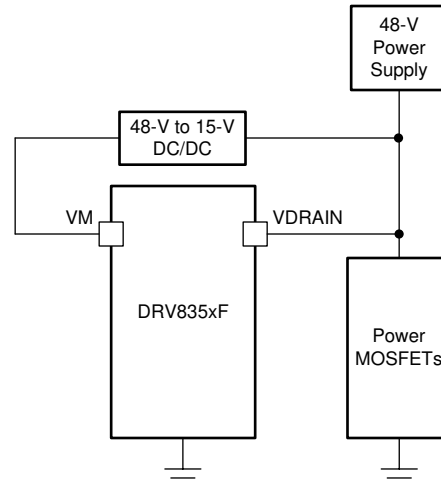 48-V
Power
Supply
48-V to 15-V
DC/DC
VM
VDRAIN
DRV835xF
Power
MOSFETs